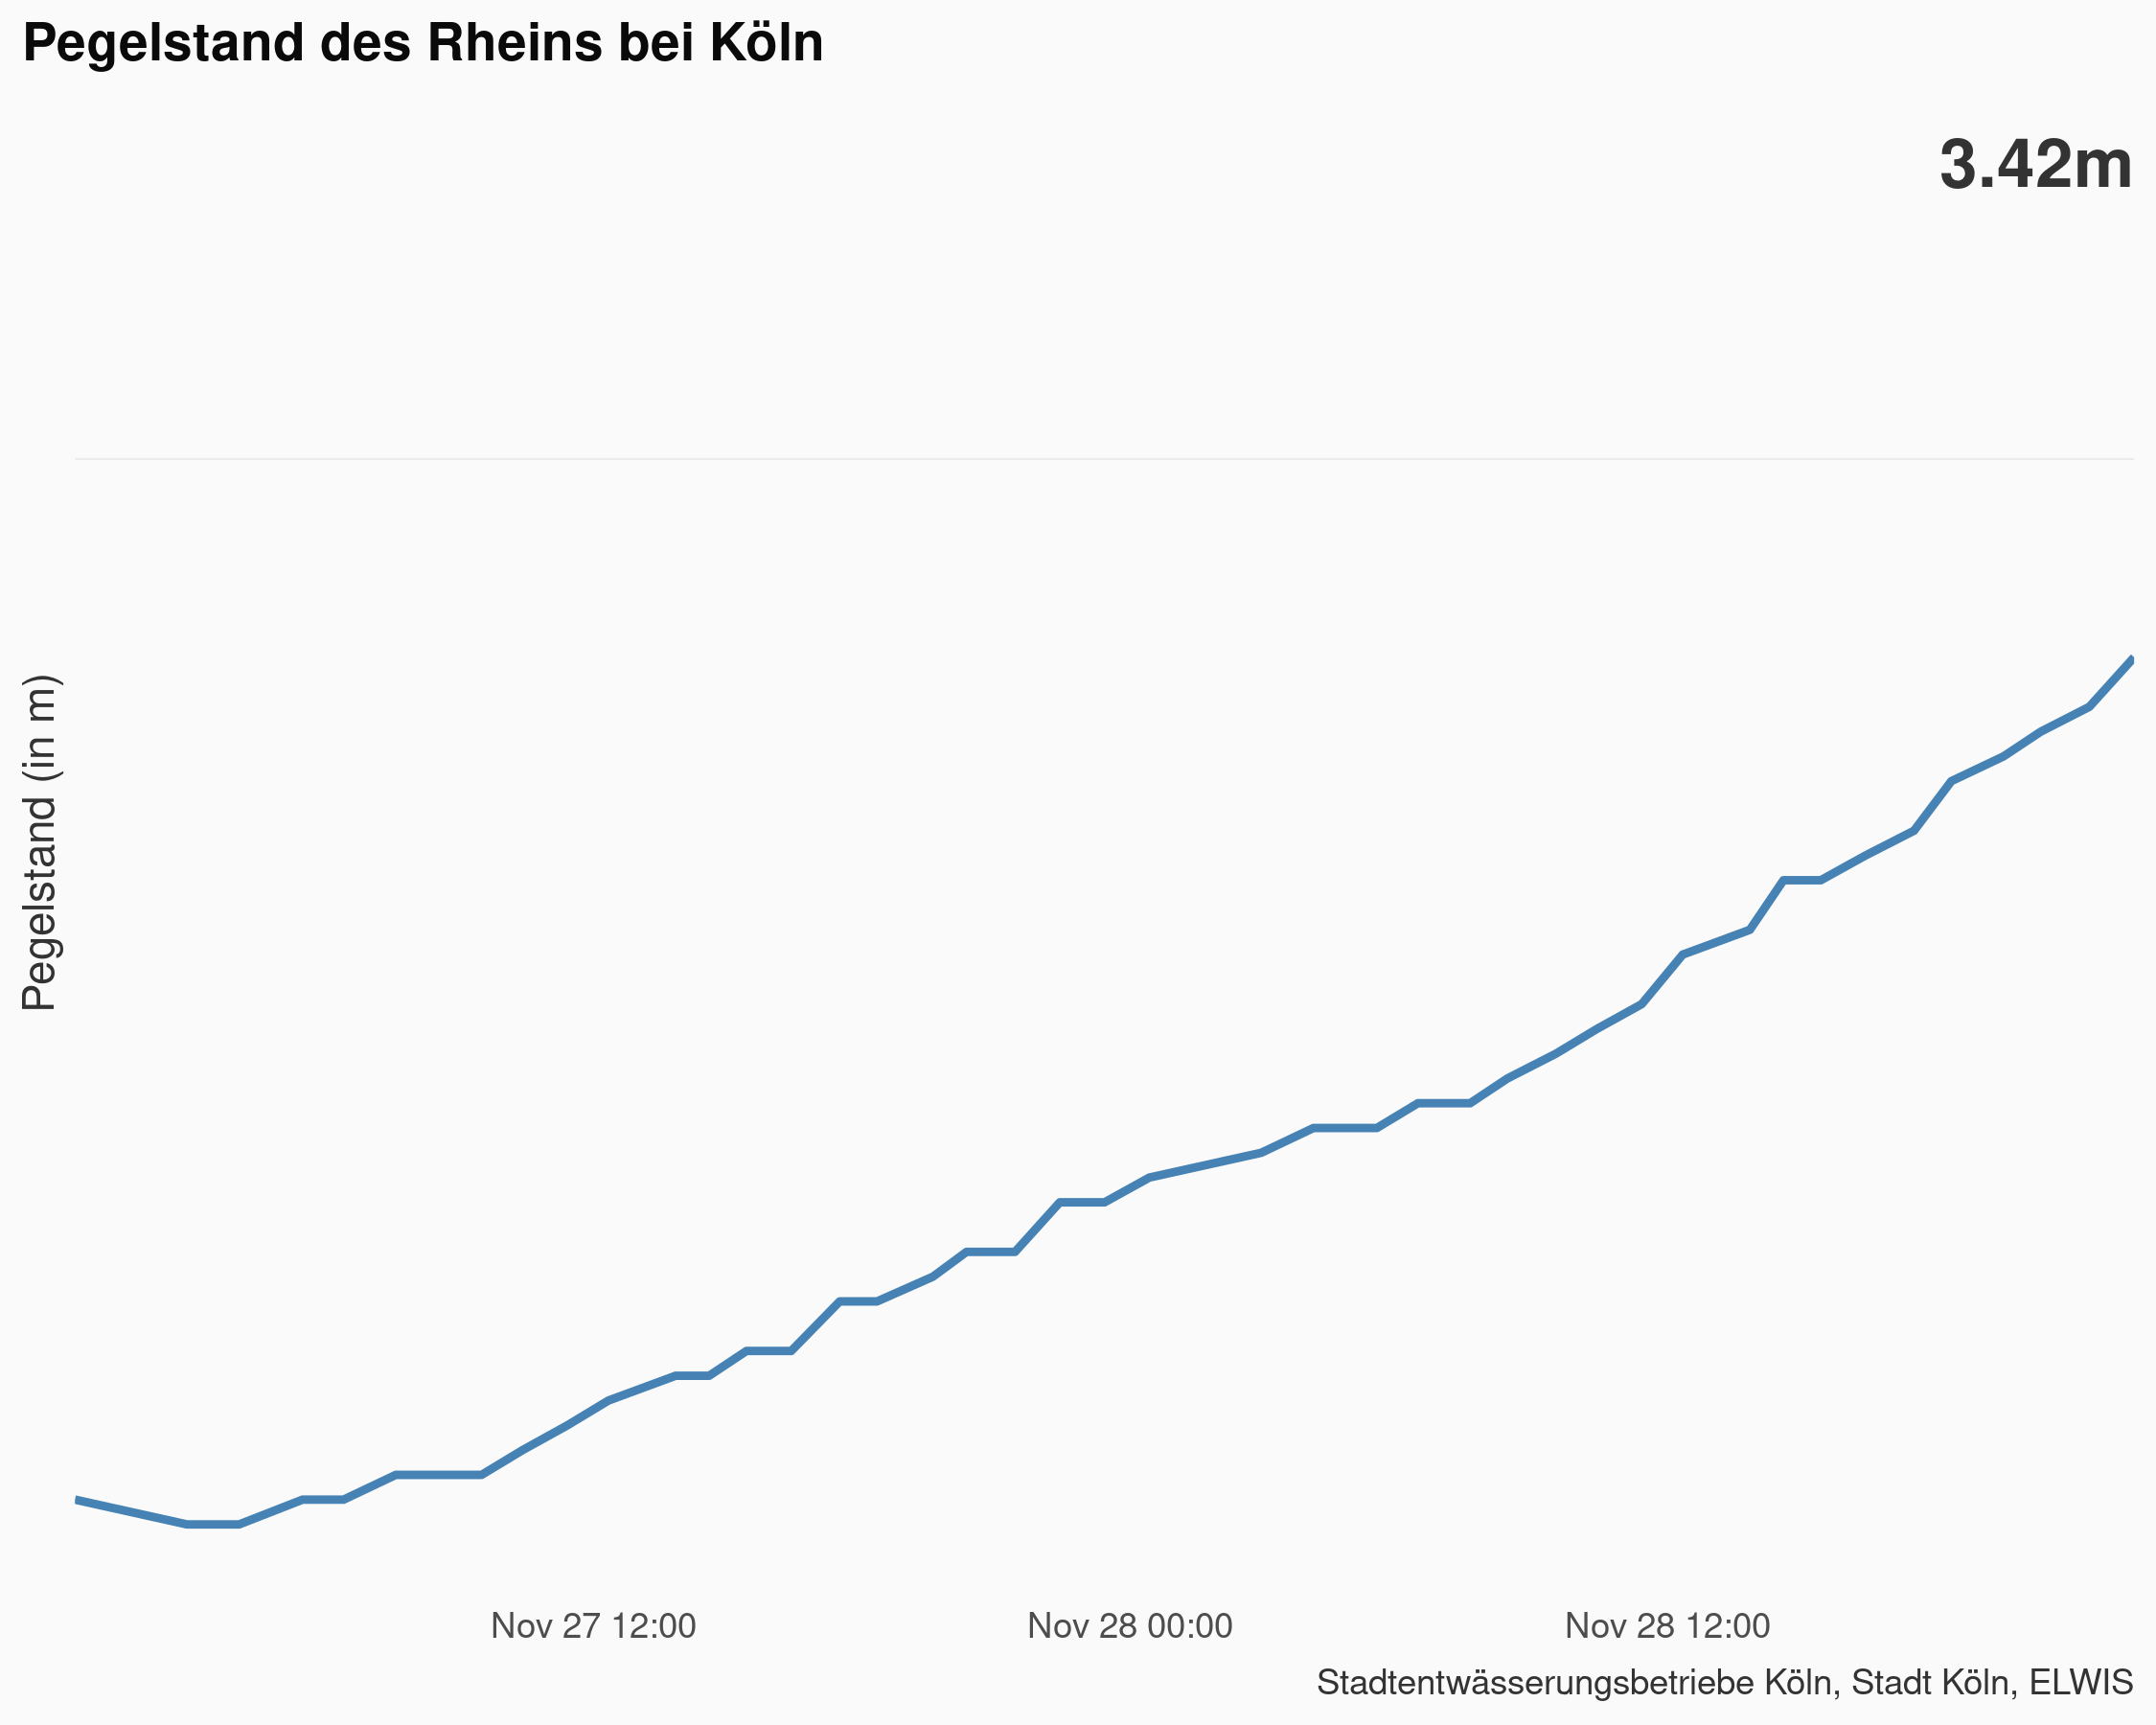 Pegelstand des Rheins bei Köln
3.42m
Pegelstand (in m)
Nov 27 12:00
Nov 28 00:00
Nov 28 12:00
Stadtentwässerungsbetriebe Köln, Stadt Köln, ELWIS